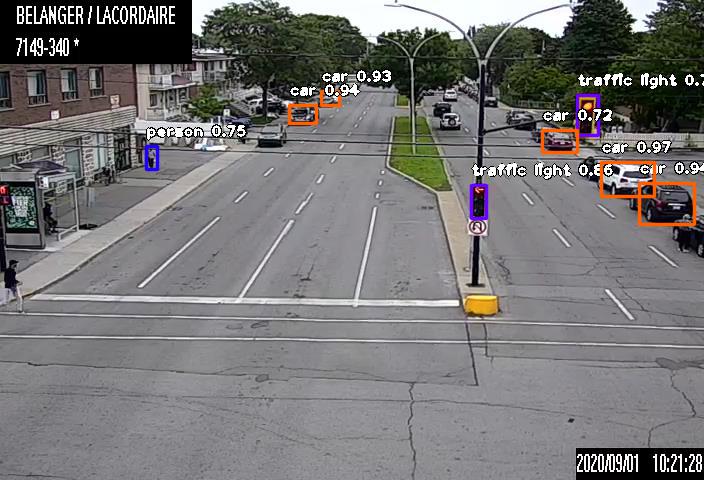 BELANGER / LACORDAIRE
7149-340 *
car 0.93
car 0.94
traffic light 0.7
car 0.72
person 0.75
car 0.97
traffic light 0.86
car 0.94
2020/09/01 10:21:28